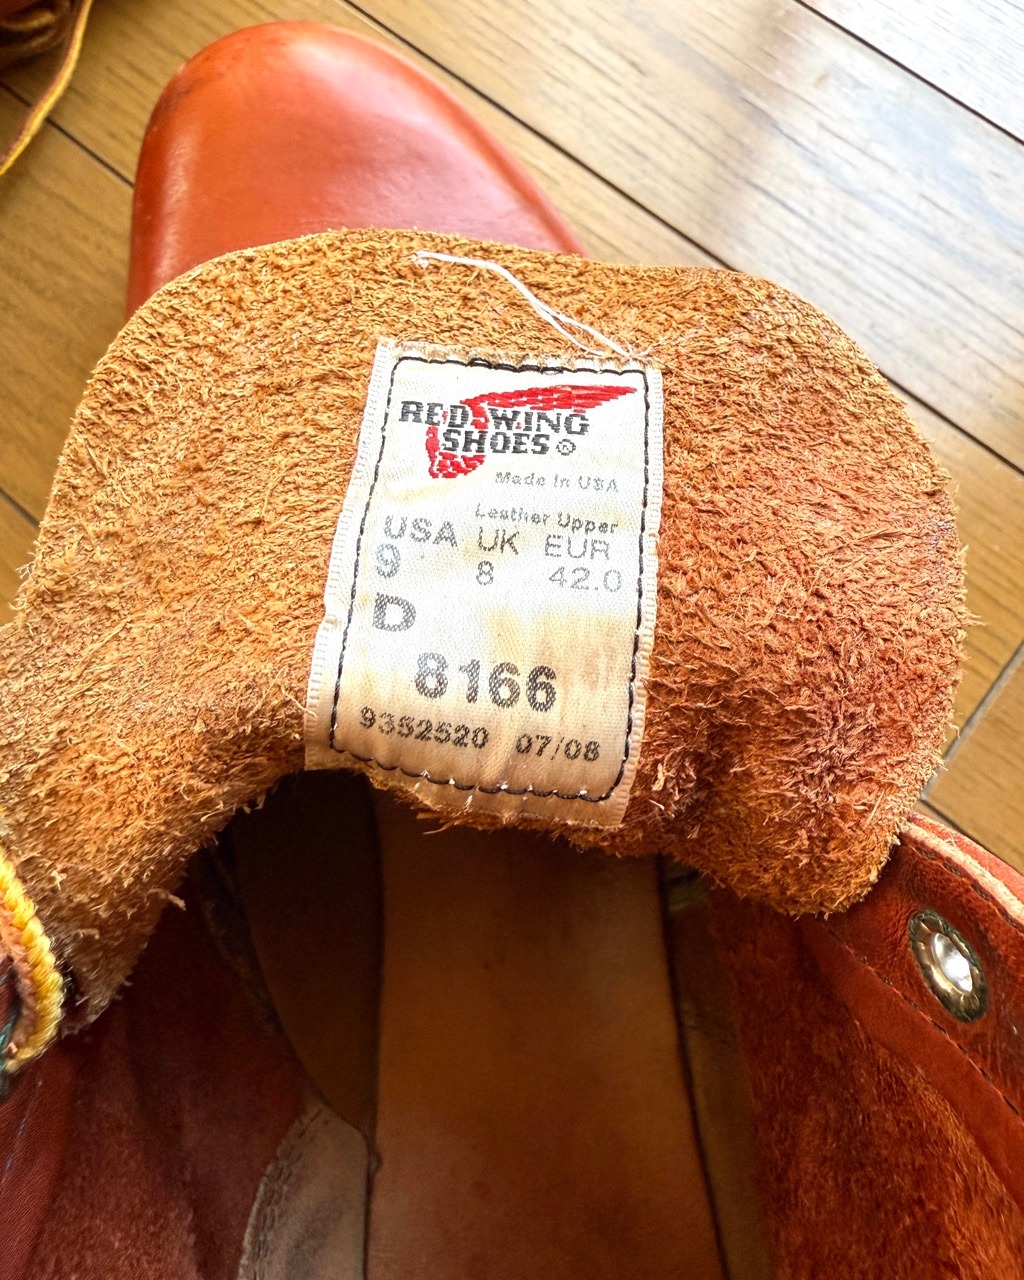 RED WING
SHOES ®
Made in USA
Leather Upper
USA UK EUR
9 8 42.0
D
8166
9352520 07/08